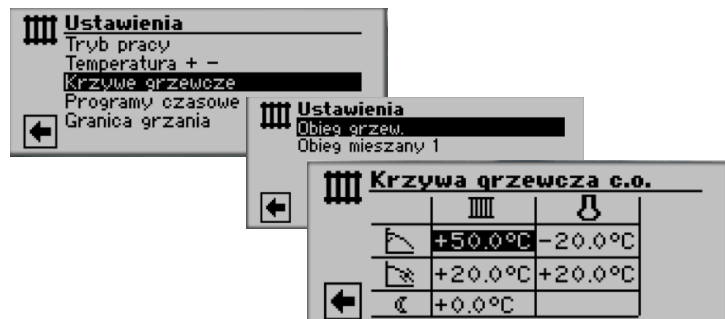 Ustawienia
Tryb pracy
Temperatura + -
Krzywe grzewcze
Programy czasowe
Granica grzania
Ustawienia
Obieg grzew.
Obieg mieszany 1
Krzywa grzewcza c.o.
+50.0°C -20.0°C
+20.0°C +20.0°C
+0.0°C